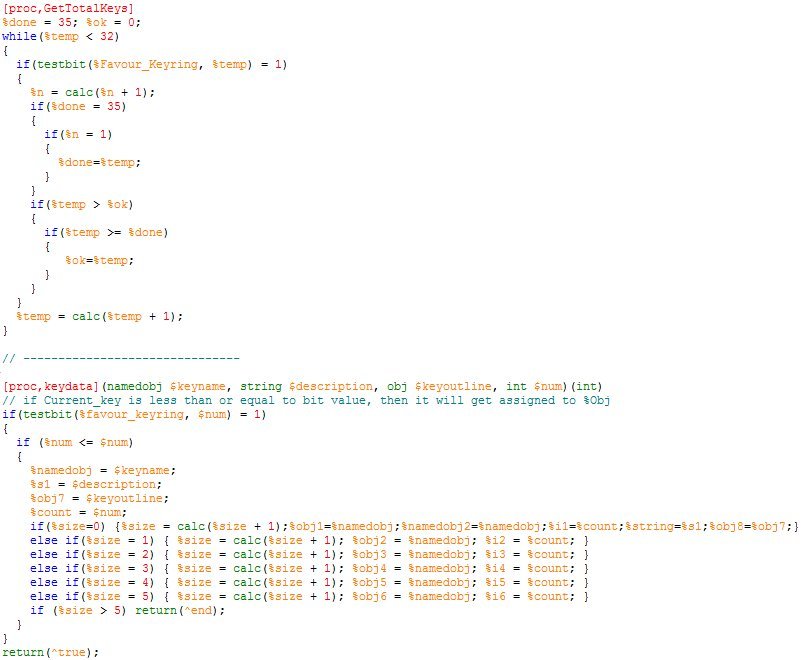 [proc,GetTotalKeys]
%done = 35; %ok = 0;
while(%temp < 32)
{
  if(testbit(%Favour_Keyring, %temp) = 1)
  {
    %n = calc(%n + 1);
    if(%done = 35)
    {
      if(%n = 1)
      {
        %done=%temp;
      }
    }
    if(%temp > %ok)
    {
      if(%temp >= %done)
      {
         %ok=%temp;
      }
    }
  }
  %temp = calc(%temp + 1);
}
// -------------------------------
[proc,keydata](namedobj $keyname, string $description, obj $keyoutline, int $num)(int)
// if Current_key is less than or equal to bit value, then it will get assigned to %Obj
if(testbit(%favour_keyring, $num) = 1)
{
  if (%num <= $num)
  {
    %namedobj = $keyname;
    %s1 = $description;
    %obj7 = $keyoutline;
    %count = $num;
    if(%size=0) {%size = calc(%size + 1);%obj1=%namedobj;%namedobj2=%namedobj;%i1=%count;%string=%s1;%obj8=%obj7;}
    else if(%size = 1) { %size = calc(%size + 1); %obj2 = %namedobj; %i2 = %count; }
    else if(%size = 2) { %size = calc(%size + 1); %obj3 = %namedobj; %i3 = %count; }
    else if(%size = 3) { %size = calc(%size + 1); %obj4 = %namedobj; %i4 = %count; }
    else if(%size = 4) { %size = calc(%size + 1); %obj5 = %namedobj; %i5 = %count; }
    else if(%size = 5) { %size = calc(%size + 1); %obj6 = %namedobj; %i6 = %count; }
    if (%size > 5) return(^end);
  }
}
return(^true);